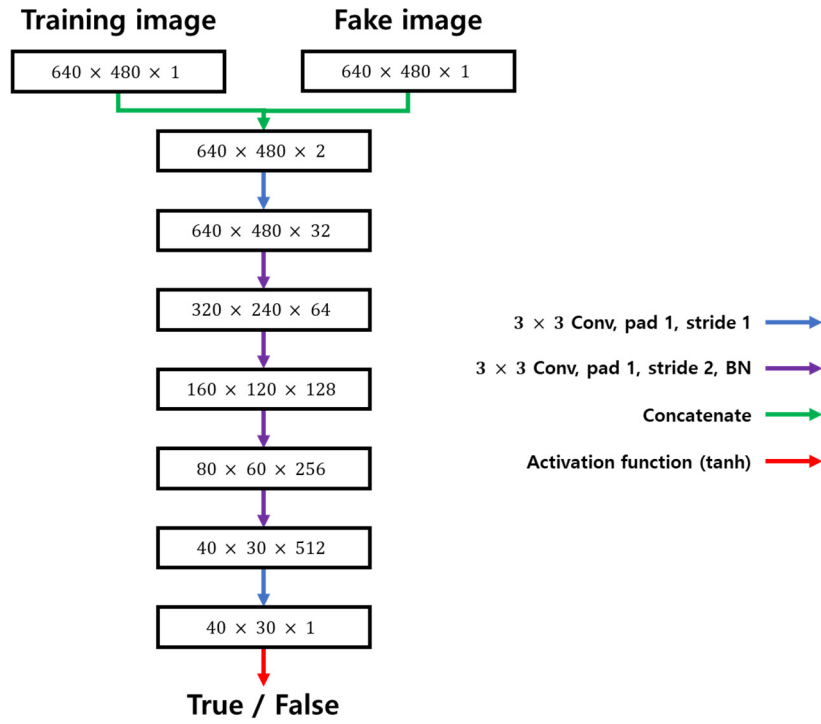 Training image
Fake image
640 × 480 × 1
640 × 480 × 1
640 × 480 × 2
640 × 480 × 32
320 × 240 × 64
160 × 120 × 128
80 × 60 × 256
40 × 30 × 512
40 × 30 × 1
True / False
3 × 3 Conv, pad 1, stride 1
3 × 3 Conv, pad 1, stride 2, BN
Concatenate
Activation function (tanh)